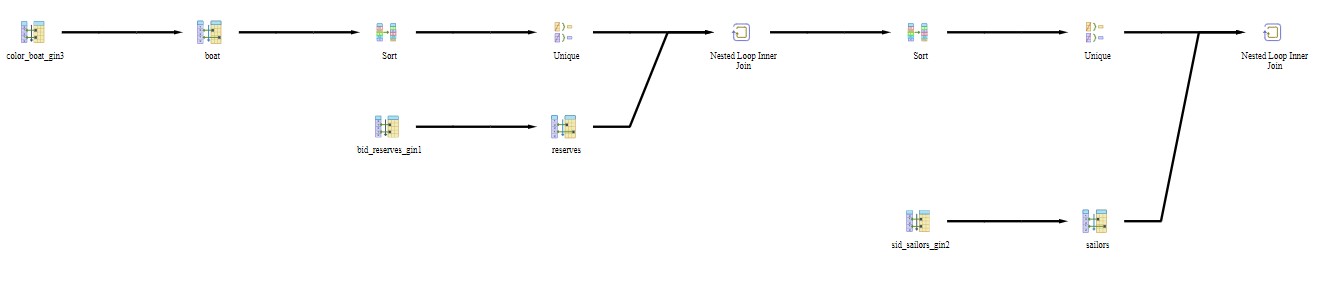 color_boat_gin3
boat
Sort
Unique
Nested Loop Inner
Join
Sort
Unique
Nested Loop Inner
Join
bid_reserves_gin1
reserves
sid_sailors_gin2
sailors